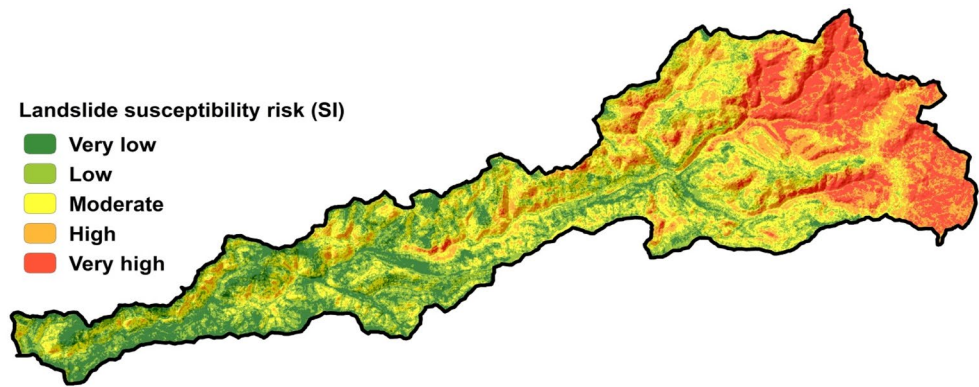 Landslide susceptibility risk (SI)
Very low
Low
Moderate
High
Very high